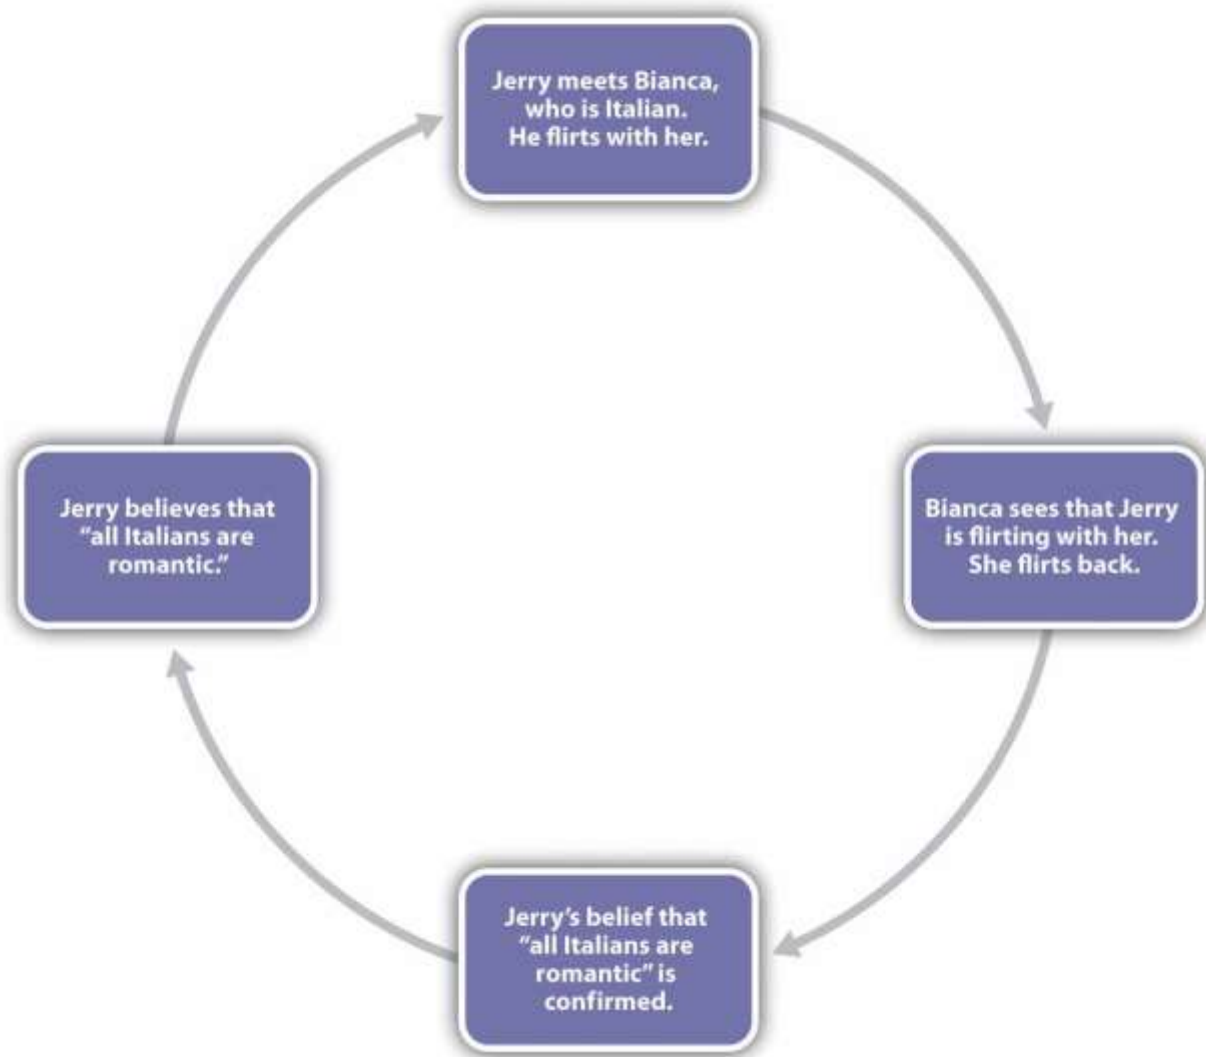 Jerry meets Bianca,
who is Italian.
He flirts with her.
Bianca sees that Jerry
is flirting with her.
She flirts back.
Jerry’s belief that
“all Italians are
romantic” is
confirmed.
Jerry believes that
“all Italians are
romantic.”